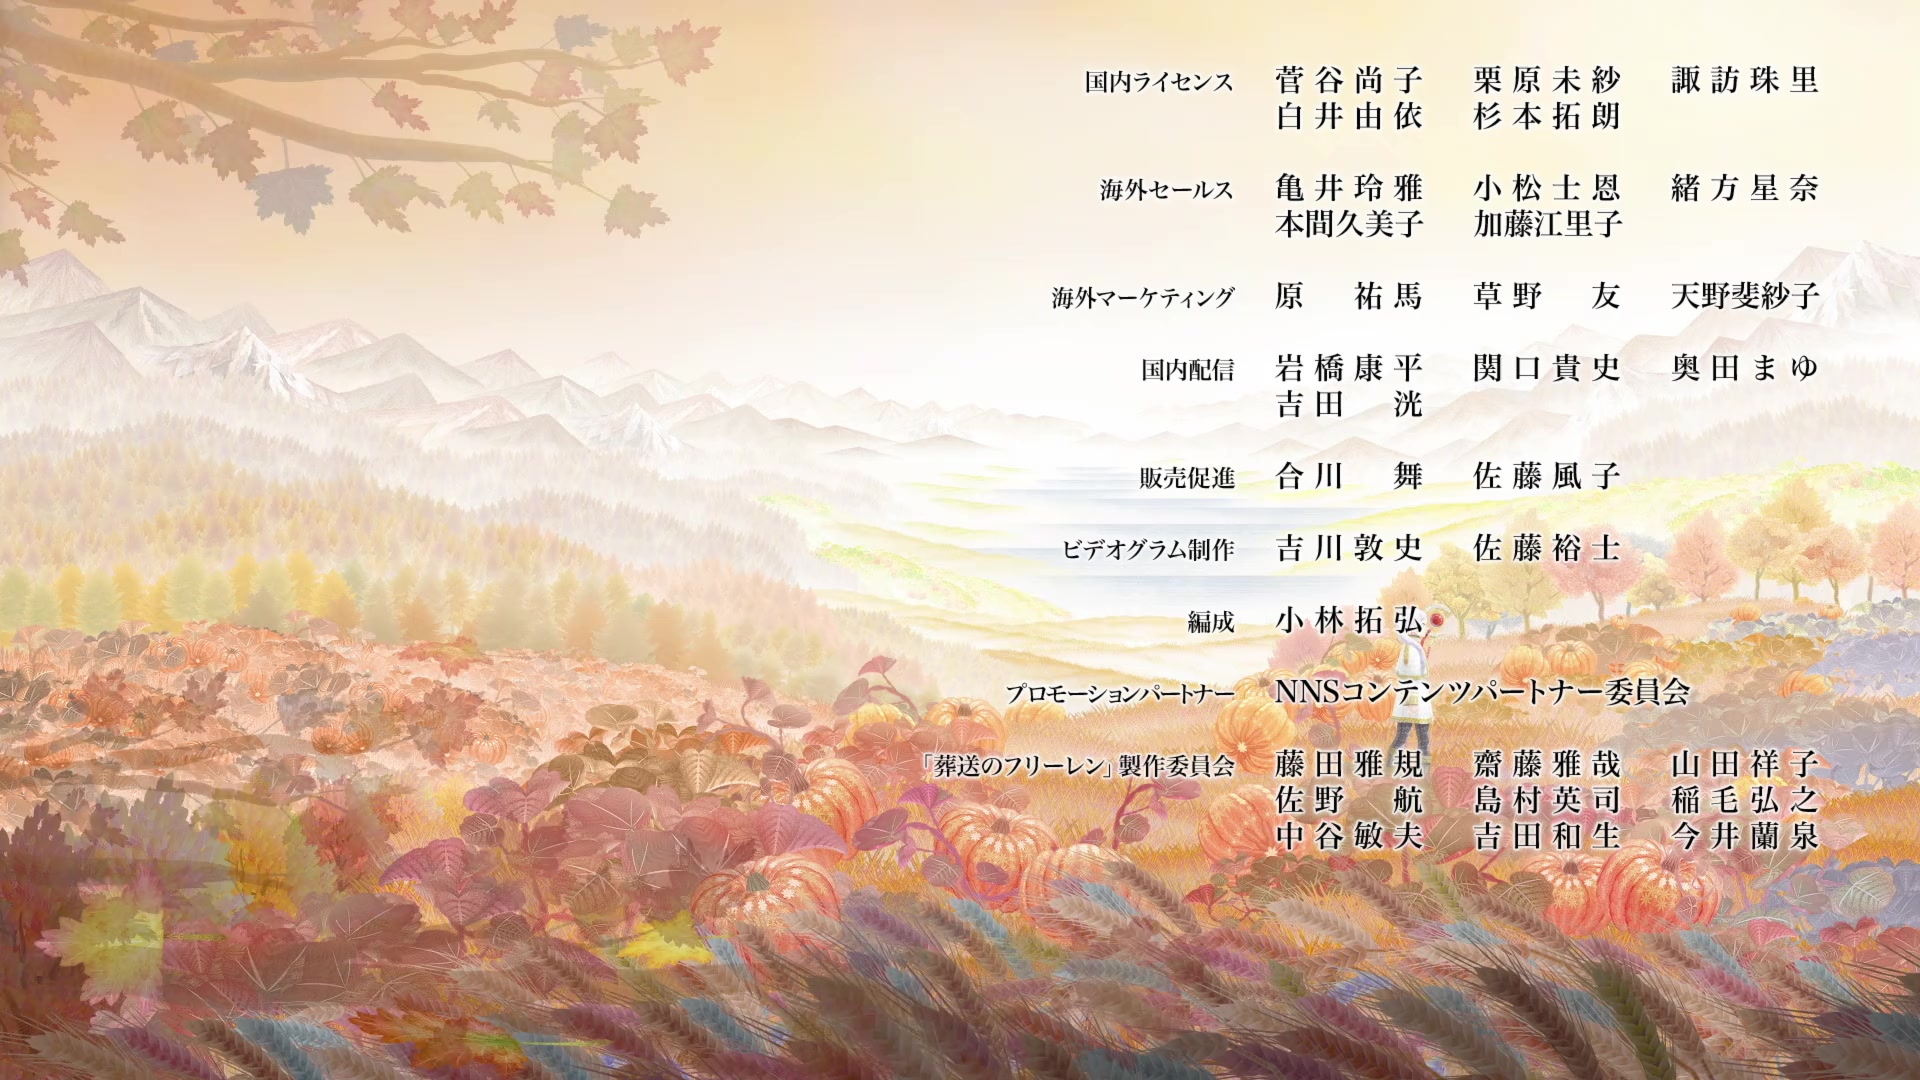 国内ライセンス 菅谷尚子 栗原未紗 諏訪珠里
白井由依 杉本拓朗
海外セールス 亀井玲雅 小松士恩 緒方星奈
本間久美子 加藤江里子
海外マーケティング 原祐馬 草野友 天野斐紗子
国内配信 岩橋康平 関口貴史 奥田まゆ
吉田洸
販売促進 合川舞 佐藤風子
ビデオグラム制作 吉川敦史 佐藤裕士
編成 小林拓弘
プロモーションパートナー NNSコンテンツパートナー委員会
「葬送のフリーレン」製作委員会 藤田雅規 齋藤雅哉 山田祥子
佐野航 島村英司 稲毛弘之
中谷敏夫 吉田和生 今井蘭泉